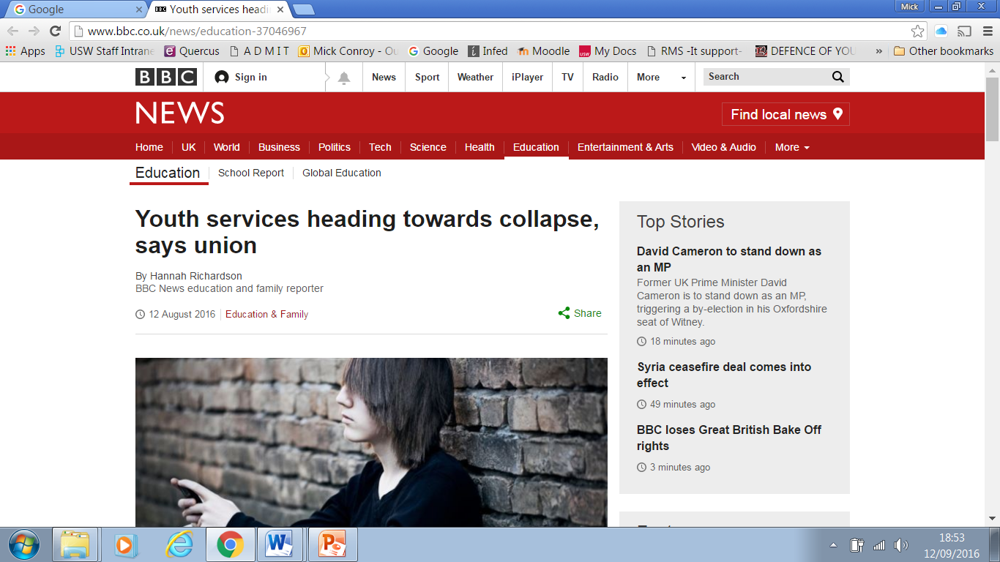 Google
BBC Youth services headi
Mick
www.bbc.co.uk/news/education-37046967
Apps USW Staff Intrane Quercus A D M I T Mick Conroy - Ou Google Infed Moodle My Docs RMS -It support- DEFENCE OF YOU » Other bookmarks
BBC Sign in News Sport Weather iPlayer TV Radio More Search
NEWS Find local news
Home UK World Business Politics Tech Science Health Education Entertainment & Arts Video & Audio More
Education School Report Global Education
Youth services heading towards collapse,
says union
By Hannah Richardson
BBC News education and family reporter
12 August 2016 Education & Family Share
Top Stories
David Cameron to stand down as
an MP
Former UK Prime Minister David
Cameron is to stand down as an MP,
triggering a by-election in his Oxfordshire
seat of Witney.
18 minutes ago
Syria ceasefire deal comes into
effect
49 minutes ago
BBC loses Great British Bake Off
rights
3 minutes ago
18:53
12/09/2016